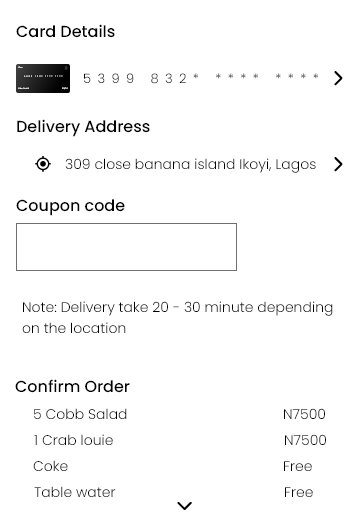 Card Details
5399 832* **** ****
Delivery Address
309 close banana island Ikoyi, Lagos
Coupon code
Note: Delivery take 20 - 30 minute depending
on the location
Confirm Order
5 Cobb Salad N7500
1 Crab louie N7500
Coke Free
Table water Free